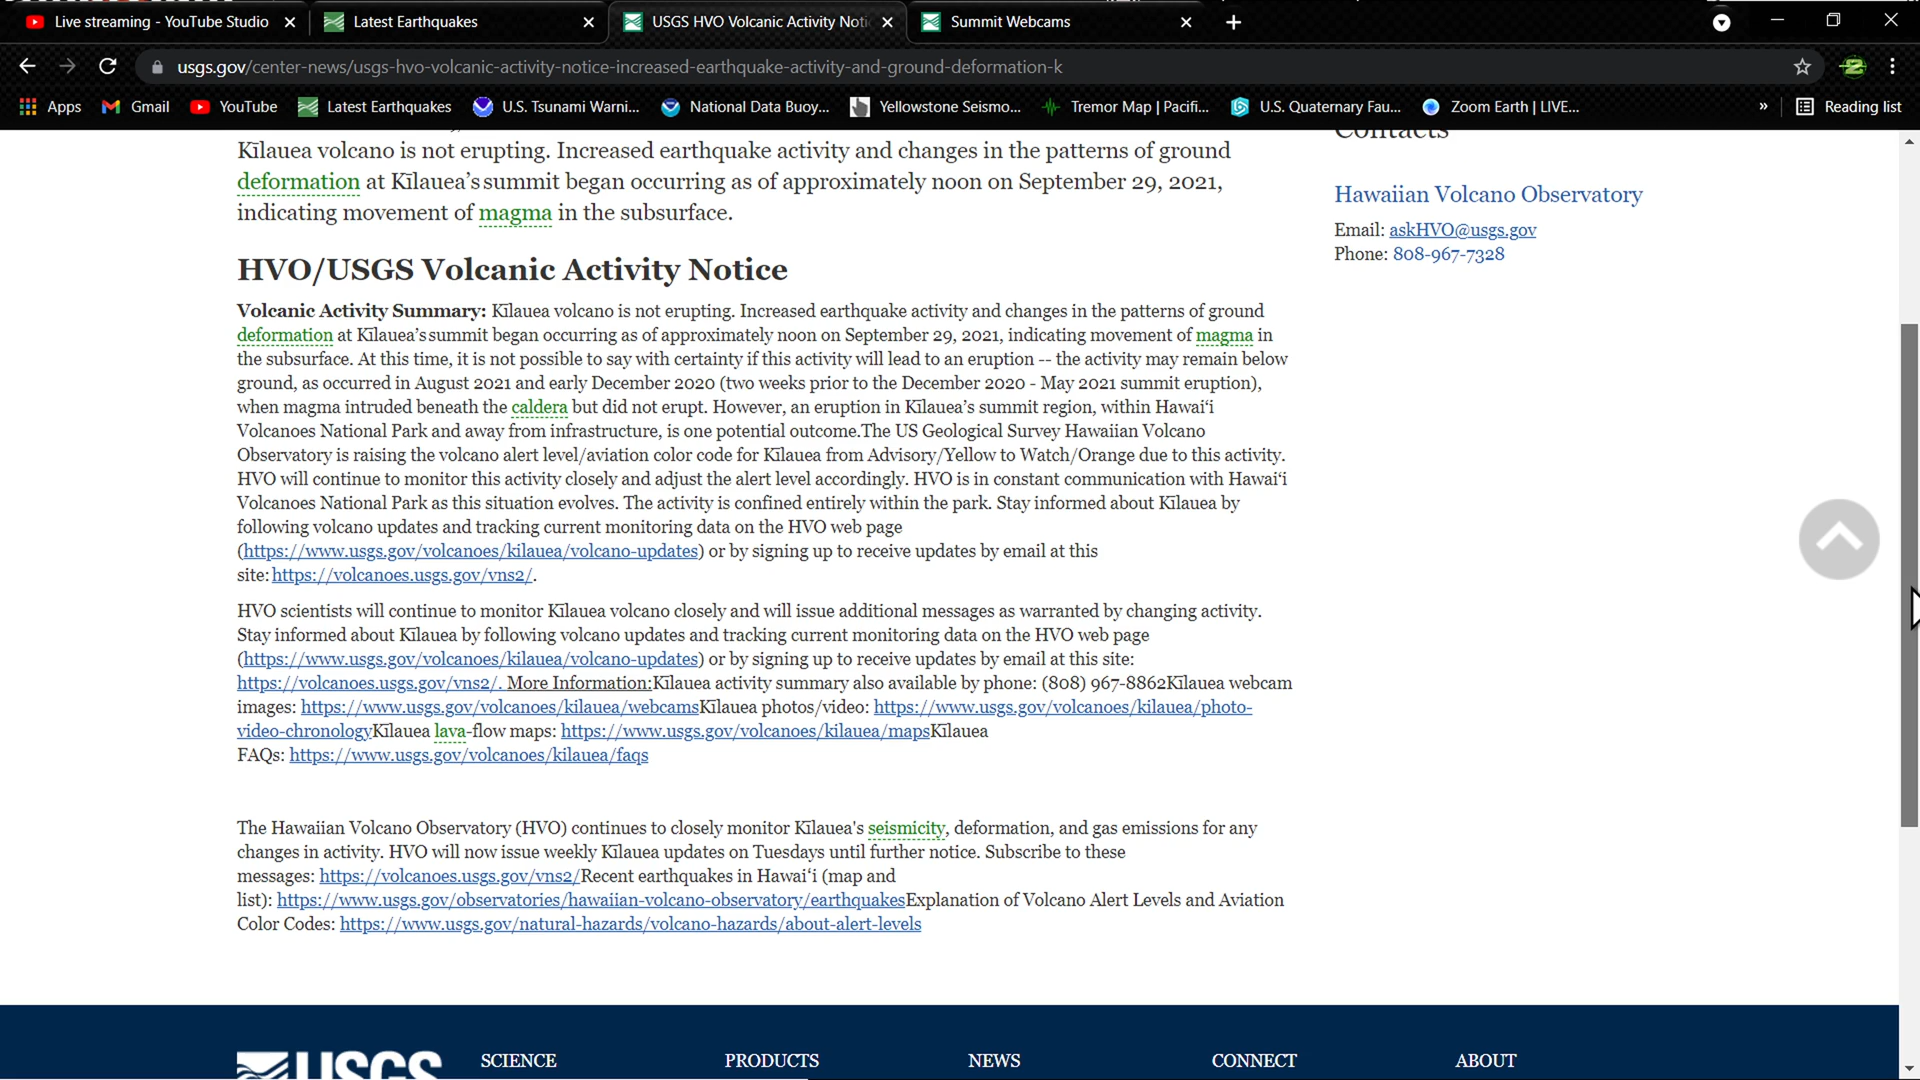 Live streaming - YouTube Studio
Latest Earthquakes
USGS HVO Volcanic Activity Noti
Summit Webcams
usgs.gov/center-news/usgs-hvo-volcanic-activity-notice-increased-earthquake-activity-and-ground-deformation-k
Apps
Gmail
YouTube
Latest Earthquakes
U.S. Tsunami Warni...
National Data Buoy...
Yellowstone Seismo...
Tremor Map | Pacifi...
U.S. Quaternary Fau...
Zoom Earth | LIVE...
»
Reading list
Kīlauea volcano is not erupting. Increased earthquake activity and changes in the patterns of ground
deformation at Kīlauea’s summit began occurring as of approximately noon on September 29, 2021,
indicating movement of magma in the subsurface.
HVO/USGS Volcanic Activity Notice
Volcanic Activity Summary: Kīlauea volcano is not erupting. Increased earthquake activity and changes in the patterns of ground
deformation at Kīlauea’s summit began occurring as of approximately noon on September 29, 2021, indicating movement of magma in
the subsurface. At this time, it is not possible to say with certainty if this activity will lead to an eruption -- the activity may remain below
ground, as occurred in August 2021 and early December 2020 (two weeks prior to the December 2020 - May 2021 summit eruption),
when magma intruded beneath the caldera but did not erupt. However, an eruption in Kīlauea’s summit region, within Hawai‘i
Volcanoes National Park and away from infrastructure, is one potential outcome.The US Geological Survey Hawaiian Volcano
Observatory is raising the volcano alert level/aviation color code for Kīlauea from Advisory/Yellow to Watch/Orange due to this activity.
HVO will continue to monitor this activity closely and adjust the alert level accordingly. HVO is in constant communication with Hawai‘i
Volcanoes National Park as this situation evolves. The activity is confined entirely within the park. Stay informed about Kīlauea by
following volcano updates and tracking current monitoring data on the HVO web page
(https://www.usgs.gov/volcanoes/kilauea/volcano-updates) or by signing up to receive updates by email at this
site: https://volcanoes.usgs.gov/vns2/.
HVO scientists will continue to monitor Kīlauea volcano closely and will issue additional messages as warranted by changing activity.
Stay informed about Kīlauea by following volcano updates and tracking current monitoring data on the HVO web page
(https://www.usgs.gov/volcanoes/kilauea/volcano-updates) or by signing up to receive updates by email at this site:
https://volcanoes.usgs.gov/vns2/. More Information:Kīlauea activity summary also available by phone: (808) 967-8862Kīlauea webcam
images: https://www.usgs.gov/volcanoes/kilauea/webcamsKīlauea photos/video: https://www.usgs.gov/volcanoes/kilauea/photo-
video-chronologyKīlauea lava-flow maps: https://www.usgs.gov/volcanoes/kilauea/mapsKīlauea
FAQs: https://www.usgs.gov/volcanoes/kilauea/faqs
The Hawaiian Volcano Observatory (HVO) continues to closely monitor Kīlauea's seismicity, deformation, and gas emissions for any
changes in activity. HVO will now issue weekly Kīlauea updates on Tuesdays until further notice. Subscribe to these
messages: https://volcanoes.usgs.gov/vns2/Recent earthquakes in Hawai‘i (map and
list): https://www.usgs.gov/observatories/hawaiian-volcano-observatory/earthquakesExplanation of Volcano Alert Levels and Aviation
Color Codes: https://www.usgs.gov/natural-hazards/volcano-hazards/about-alert-levels
Contacts
Hawaiian Volcano Observatory
Email: askHVO@usgs.gov
Phone: 808-967-7328
USGS
SCIENCE
PRODUCTS
NEWS
CONNECT
ABOUT